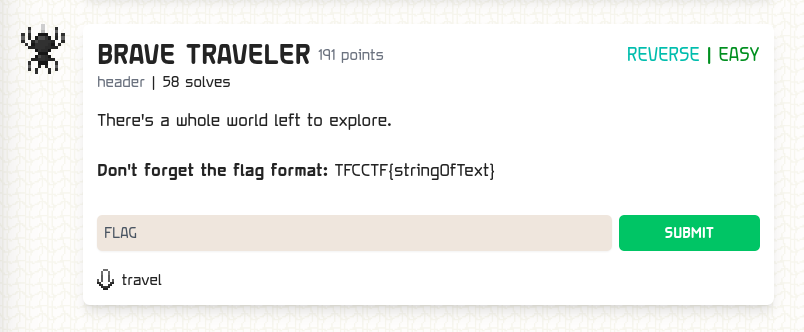 BRAVE TRAVELER 191 points REVERSE | EASY
header | 58 solves
There's a whole world left to explore.
Don't forget the flag format: TFCCTF{stringOfText}
FLAG SUBMIT
travel